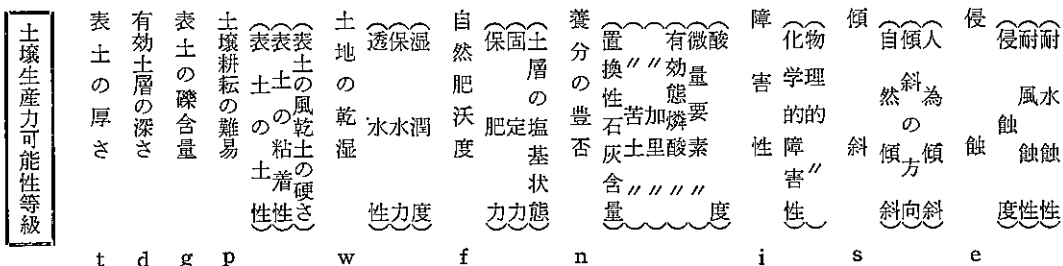 土壌生産力可能性等級
表土の厚さ t
有効土層の深さ d
表土の礫含量 g
土壌耕耘の難易 p
(表土の土性)
(表土の粘着性)
(表土の風乾土の硬さ)
土地の乾湿 w
(透水性)
(保水力)
(湿潤度)
自然肥沃度 f
(保肥力)
(固定力)
(土層の塩基状態)
養分の豊否 n
(置換性石灰含量)
(〃苦土〃)
(〃加里〃)
(有効態燐酸〃)
(微量要素〃)
(酸度)
障害性 i
(化学的障害性)
(物理的〃)
傾斜 s
(自然傾斜)
(傾斜の方向)
(人為傾斜)
侵蝕 e
(侵蝕度)
(耐風蝕性)
(耐水蝕性)